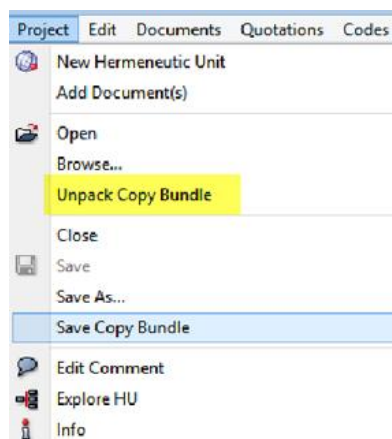 Project Edit Documents Quotations Codes
New Hermeneutic Unit
Add Document(s)
Open
Browse...
Unpack Copy Bundle
Close
Save
Save As...
Save Copy Bundle
Edit Comment
Explore HU
Info